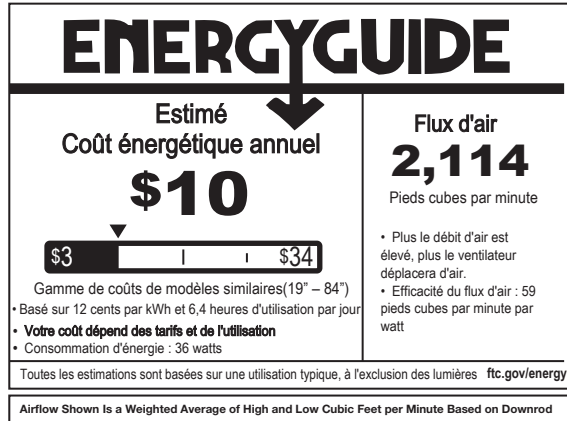 ENERGYGUIDE
Estimé
Coût énergétique annuel
$10
$3 $34
Gamme de coûts de modèles similaires(19” – 84”)
• Basé sur 12 cents par kWh et 6,4 heures d'utilisation par jour
• Votre coût dépend des tarifs et de l'utilisation
• Consommation d'énergie : 36 watts
Flux d'air
2,114
Pieds cubes par minute
• Plus le débit d'air est
élevé, plus le ventilateur
déplacera d'air.
• Efficacité du flux d'air : 59
pieds cubes par minute par
watt
Toutes les estimations sont basées sur une utilisation typique, à l'exclusion des lumières ftc.gov/energy
Airflow Shown Is a Weighted Average of High and Low Cubic Feet per Minute Based on Downrod